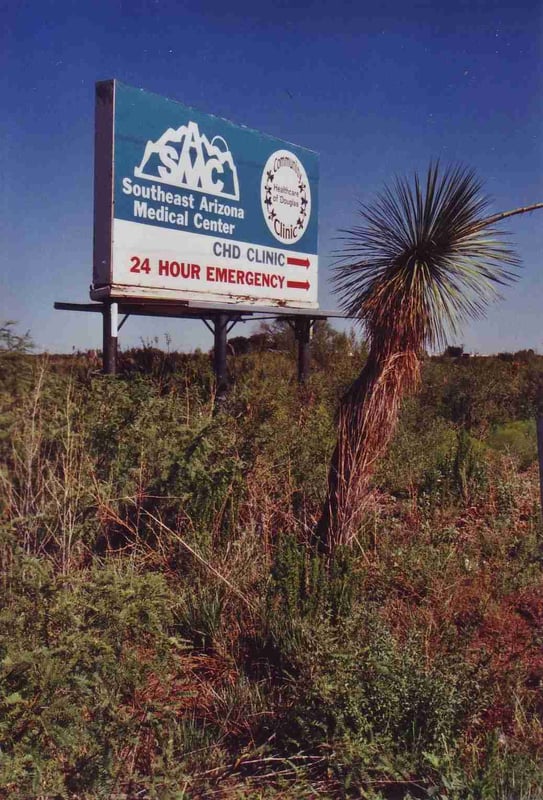 SMC
Southeast Arizona
Medical Center
Community
Healthcare
of Douglas
Clinic
CHD CLINIC
24 HOUR EMERGENCY